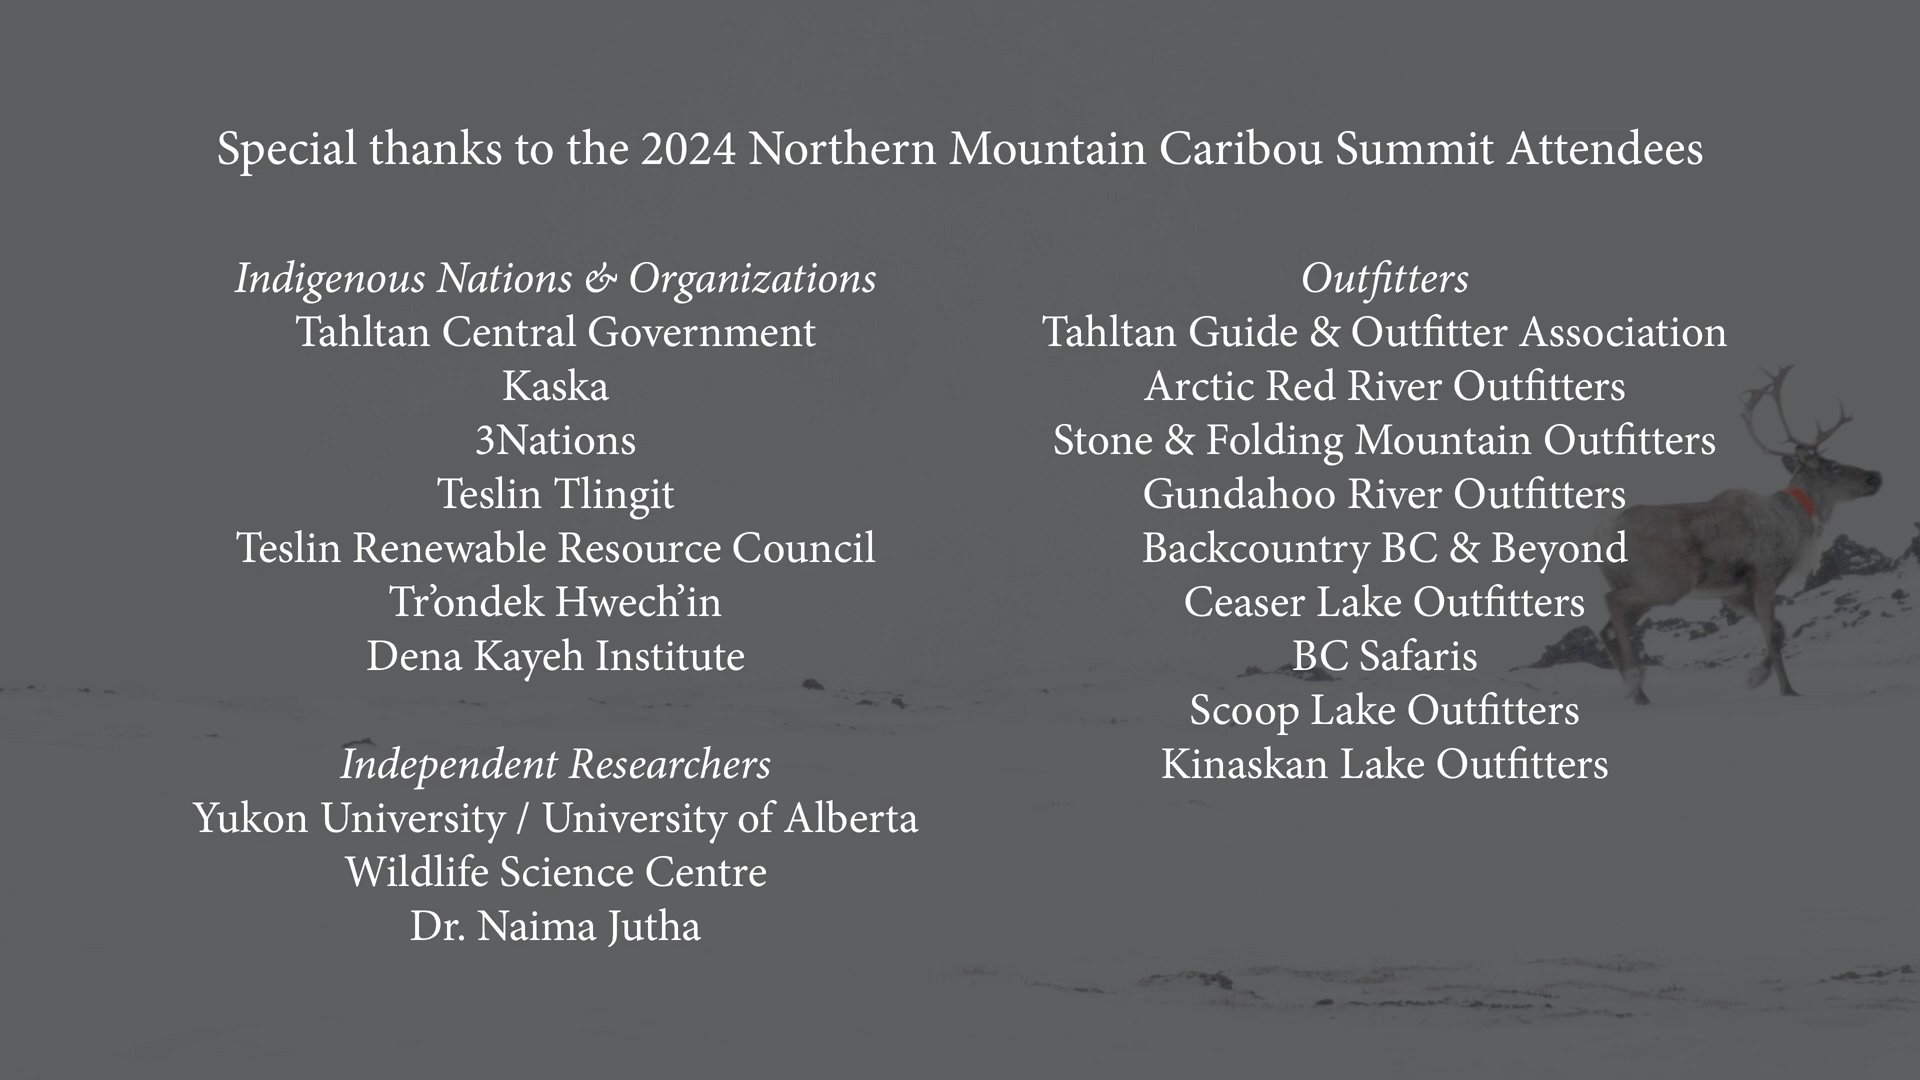 Special thanks to the 2024 Northern Mountain Caribou Summit Attendees
Indigenous Nations & Organizations
Tahltan Central Government
Kaska
3Nations
Teslin Tlingit
Teslin Renewable Resource Council
Tr’ondek Hwech’in
Dena Kayeh Institute
Independent Researchers
Yukon University / University of Alberta
Wildlife Science Centre
Dr. Naima Jutha
Outfitters
Tahltan Guide & Outfitter Association
Arctic Red River Outfitters
Stone & Folding Mountain Outfitters
Gundahoo River Outfitters
Backcountry BC & Beyond
Ceaser Lake Outfitters
BC Safaris
Scoop Lake Outfitters
Kinaskan Lake Outfitters